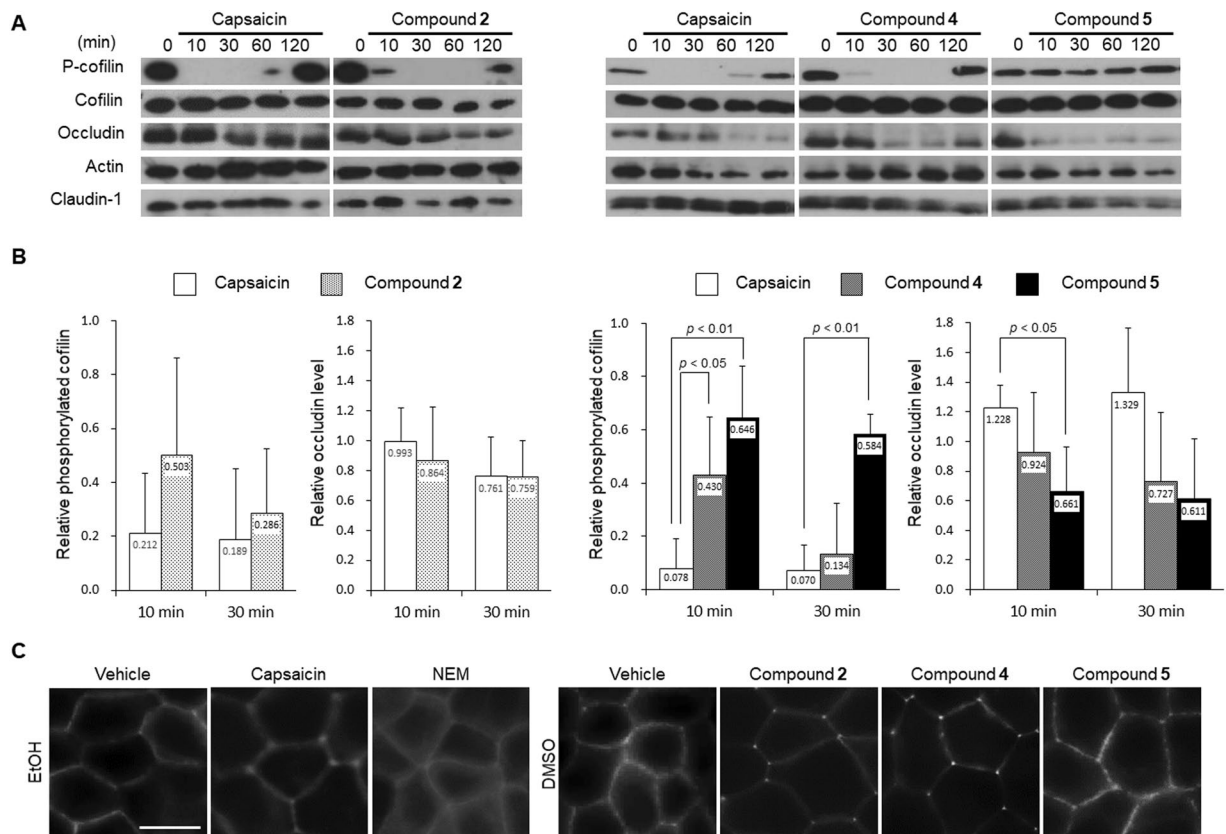 A
Capsaicin Compound 2 Capsaicin Compound 4 Compound 5
(min) 0 10 30 60 120 0 10 30 60 120 0 10 30 60 120 0 10 30 60 120 0 10 30 60 120
P-cofilin
Cofilin
Occludin
Actin
Claudin-1
B
Capsaicin Compound 2
Relative phosphorylated cofilin
1.0
0.8
0.6
0.4
0.2
0.0
0.212
0.503
0.189
0.286
10 min 30 min
Relative occludin level
1.8
1.6
1.4
1.2
1.0
0.8
0.6
0.4
0.2
0.0
0.993
0.864
0.761
0.759
10 min 30 min
Capsaicin Compound 4 Compound 5
Relative phosphorylated cofilin
1.0
0.8
0.6
0.4
0.2
0.0
p < 0.01
p < 0.05
p < 0.01
0.078
0.430
0.646
0.070
0.134
0.584
10 min 30 min
Relative occludin level
1.8
1.6
1.4
1.2
1.0
0.8
0.6
0.4
0.2
0.0
p < 0.05
1.228
0.924
0.661
1.329
0.727
0.611
10 min 30 min
C
Vehicle Capsaicin NEM Vehicle Compound 2 Compound 4 Compound 5
EtOH
DMSO